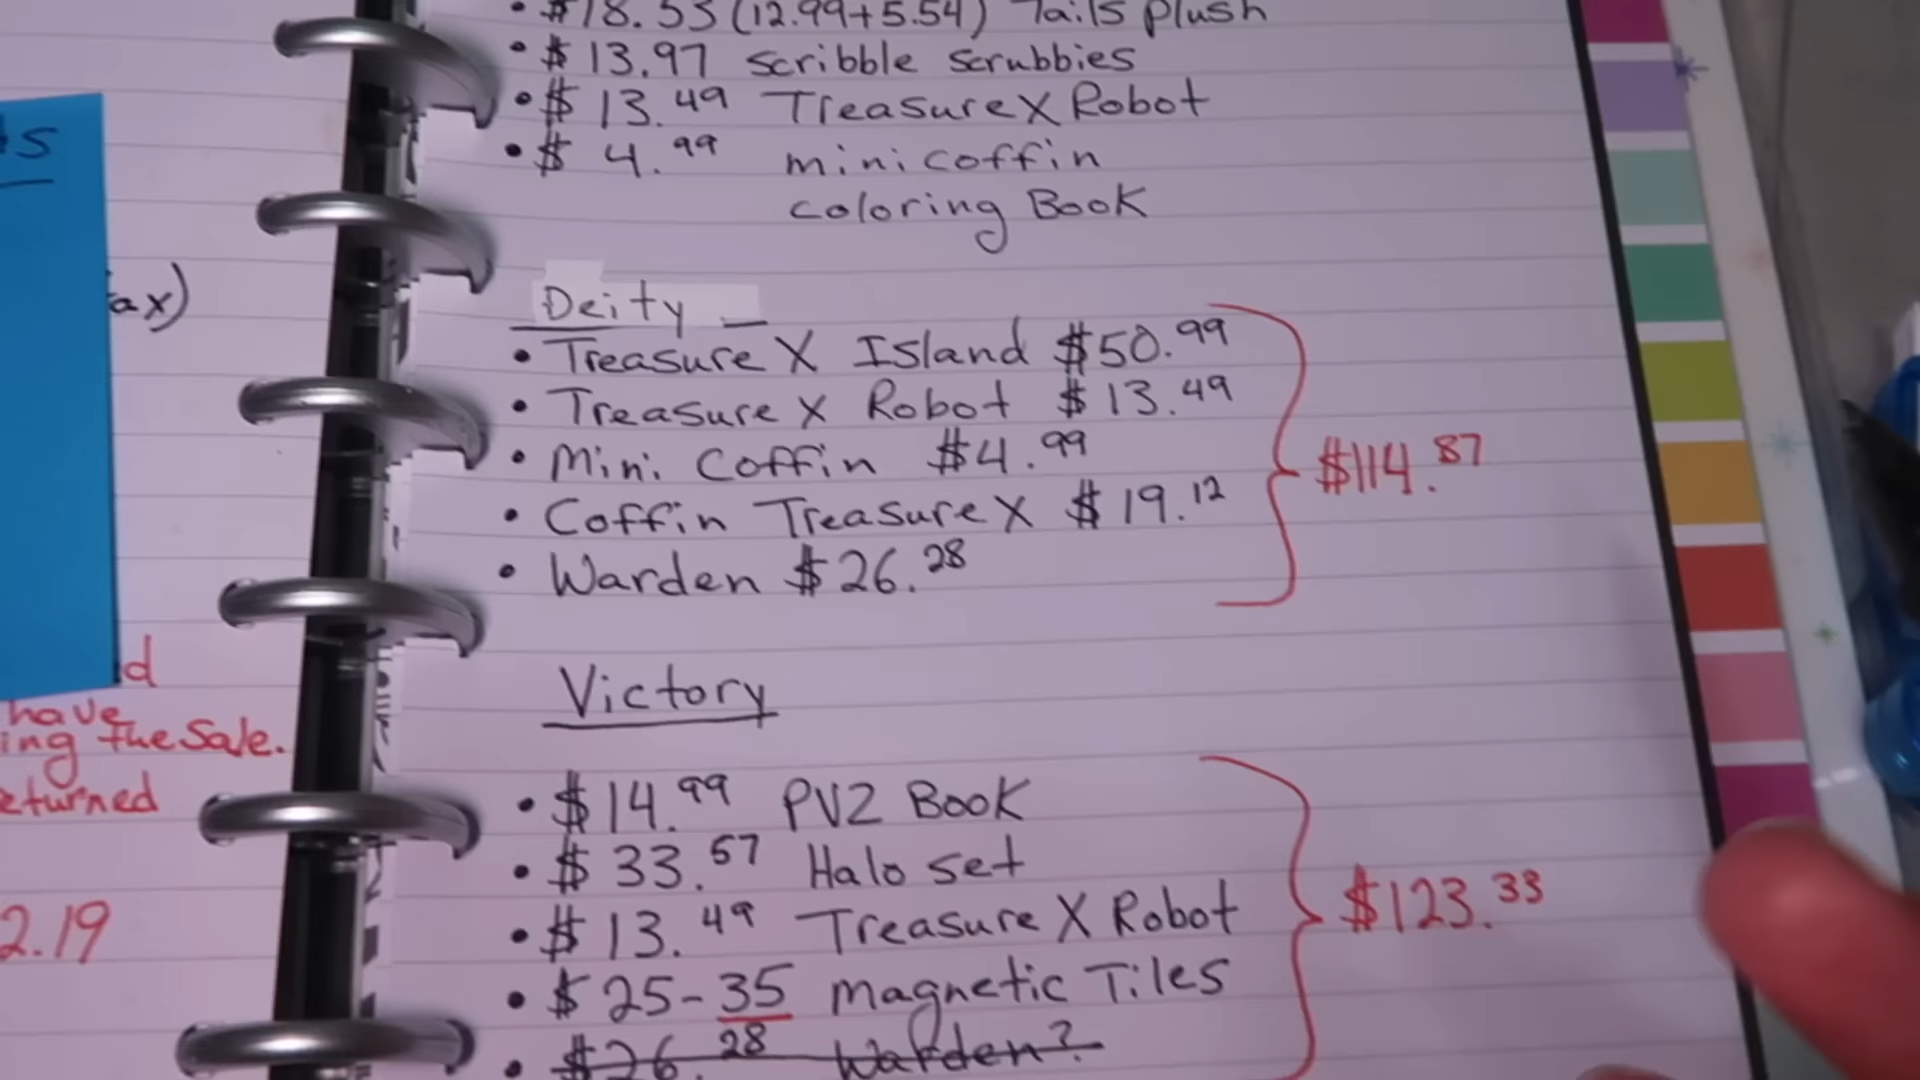 • $18.53 (12.99+5.54) Tails plush
• $13.97 scribble scrubbies
• $13.49 Treasure X Robot
• $4.99 mini coffin
coloring Book
Deity
• Treasure X Island $50.99
• Treasure X Robot $13.49
• Mini Coffin $4.99
• Coffin Treasure X $19.12
• Warden $26.28
$114.87
Victory
• $14.99 PVZ Book
• $33.57 Halo set
• $13.49 Treasure X Robot
• $25-35 Magnetic Tiles
• $26.28 Warden?
$123.33
ax)
d
have
ing the Sale.
eturned
2.19